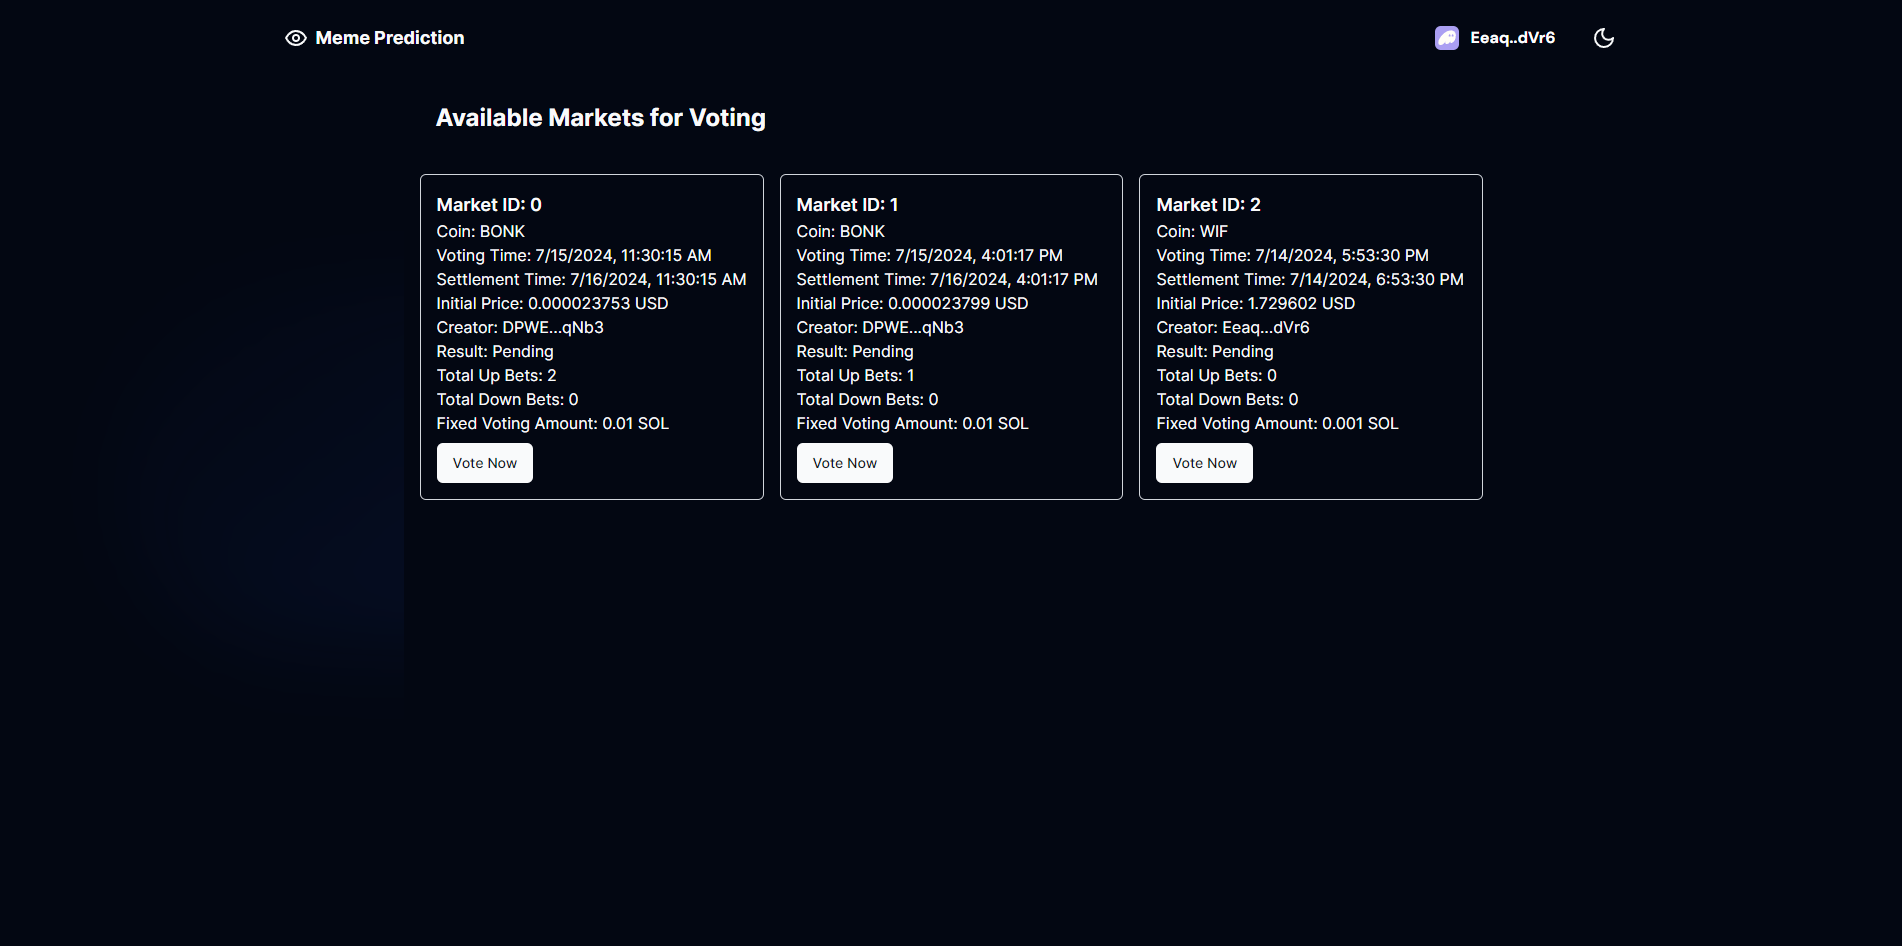 Meme Prediction
Eeaq..dVr6
Available Markets for Voting
Market ID: 0
Coin: BONK
Voting Time: 7/15/2024, 11:30:15 AM
Settlement Time: 7/16/2024, 11:30:15 AM
Initial Price: 0.000023753 USD
Creator: DPWE...qNb3
Result: Pending
Total Up Bets: 2
Total Down Bets: 0
Fixed Voting Amount: 0.01 SOL
Vote Now
Market ID: 1
Coin: BONK
Voting Time: 7/15/2024, 4:01:17 PM
Settlement Time: 7/16/2024, 4:01:17 PM
Initial Price: 0.000023799 USD
Creator: DPWE...qNb3
Result: Pending
Total Up Bets: 1
Total Down Bets: 0
Fixed Voting Amount: 0.01 SOL
Vote Now
Market ID: 2
Coin: WIF
Voting Time: 7/14/2024, 5:53:30 PM
Settlement Time: 7/14/2024, 6:53:30 PM
Initial Price: 1.729602 USD
Creator: Eeaq...dVr6
Result: Pending
Total Up Bets: 0
Total Down Bets: 0
Fixed Voting Amount: 0.001 SOL
Vote Now